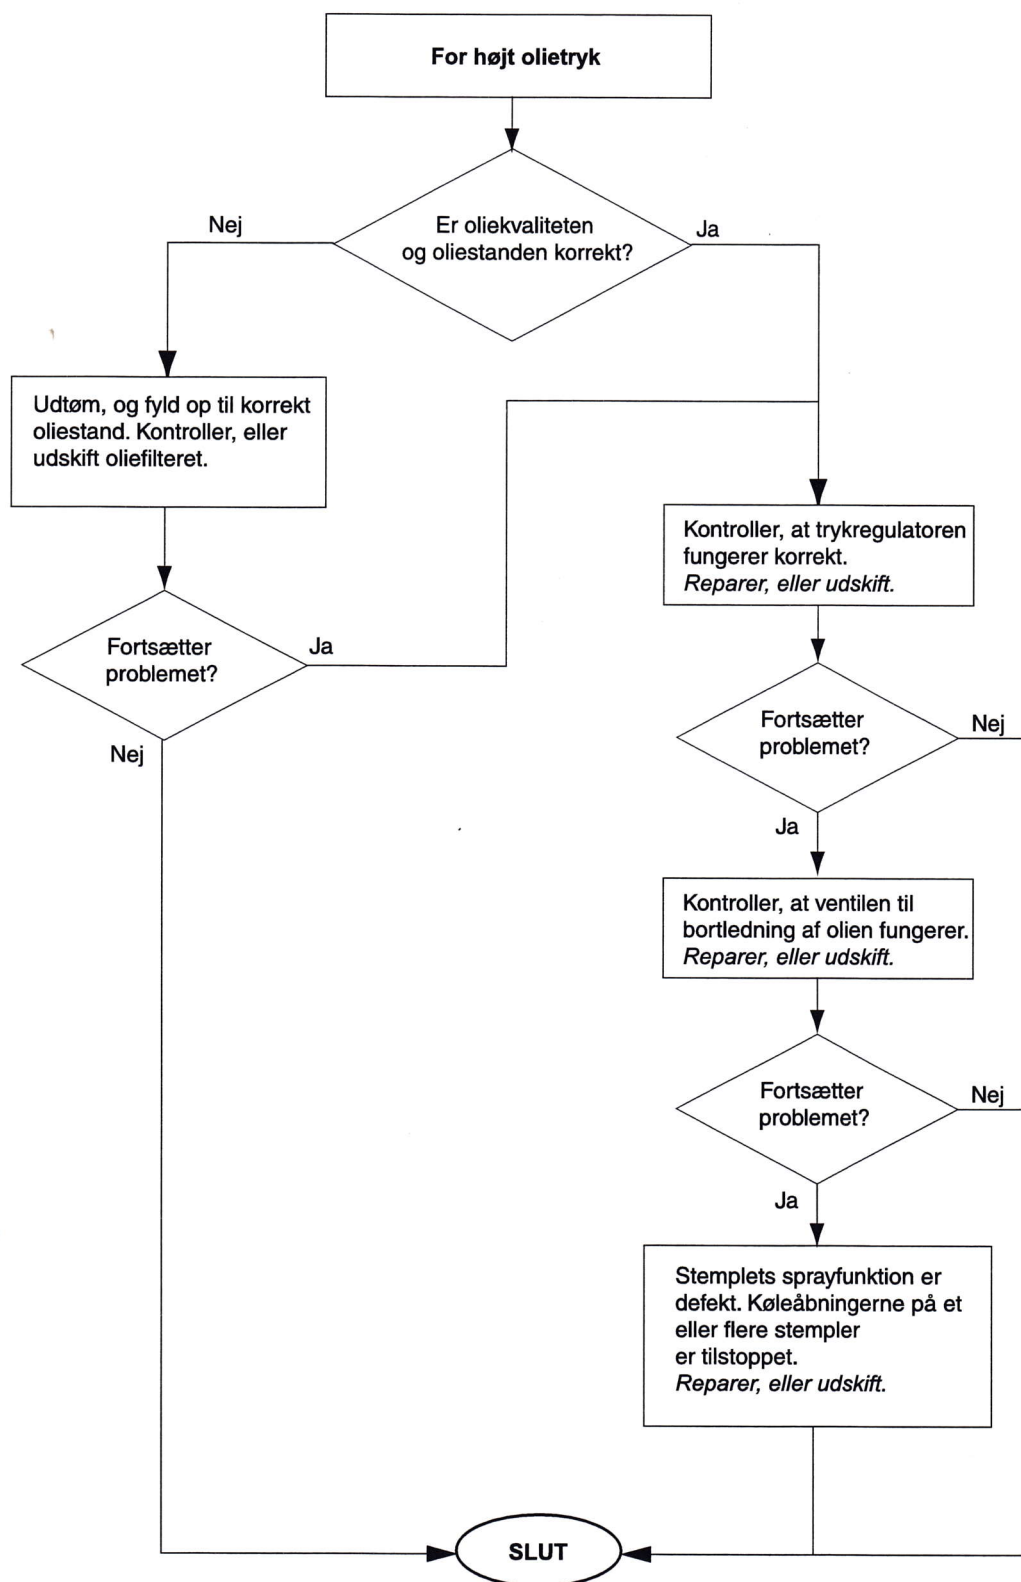 For højt olietryk
Er oliekvaliteten
og oliestanden korrekt?
Nej
Ja
Udtøm, og fyld op til korrekt
oliestand. Kontroller, eller
udskift oliefilteret.
Fortsætter
problemet?
Ja
Nej
Kontroller, at trykregulatoren
fungerer korrekt.
Reparer, eller udskift.
Fortsætter
problemet?
Nej
Ja
Kontroller, at ventilen til
bortledning af olien fungerer.
Reparer, eller udskift.
Fortsætter
problemet?
Nej
Ja
Stemplets sprayfunktion er
defekt. Køleåbningerne på et
eller flere stempler
er tilstoppet.
Reparer, eller udskift.
SLUT